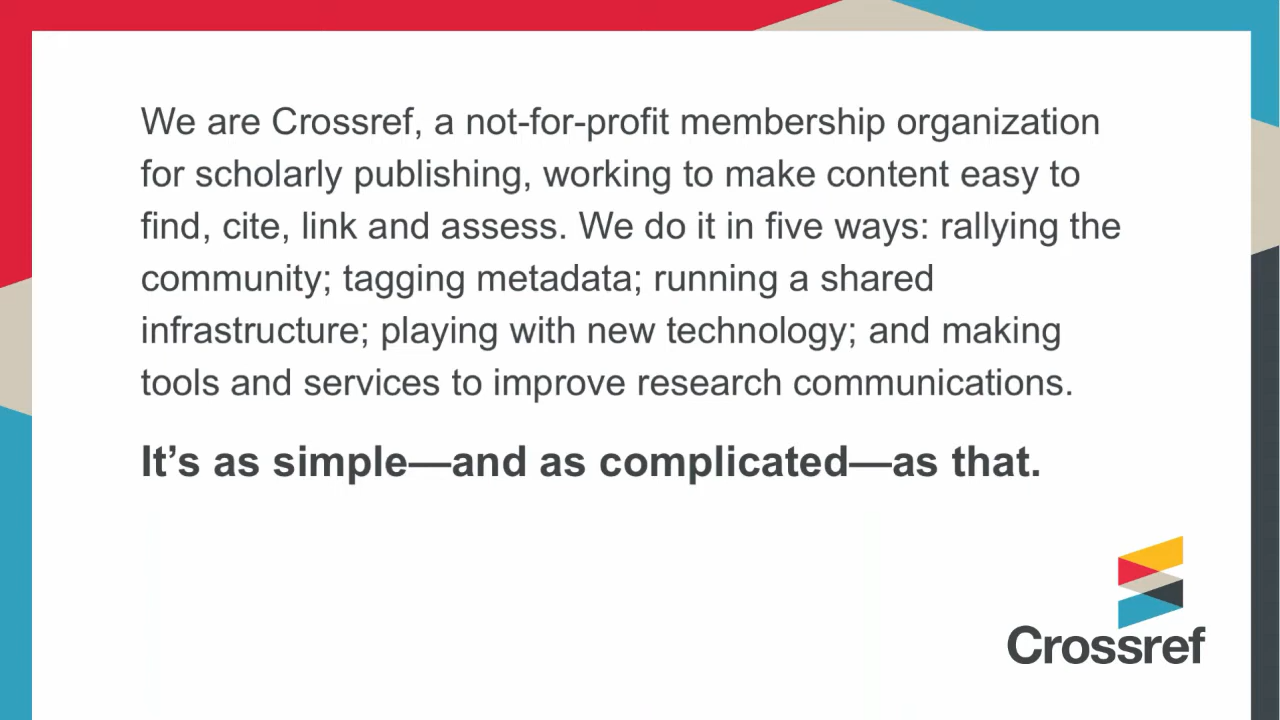 We are Crossref, a not-for-profit membership organization
for scholarly publishing, working to make content easy to
find, cite, link and assess. We do it in five ways: rallying the
community; tagging metadata; running a shared
infrastructure; playing with new technology; and making
tools and services to improve research communications.
It’s as simple—and as complicated—as that.
Crossref